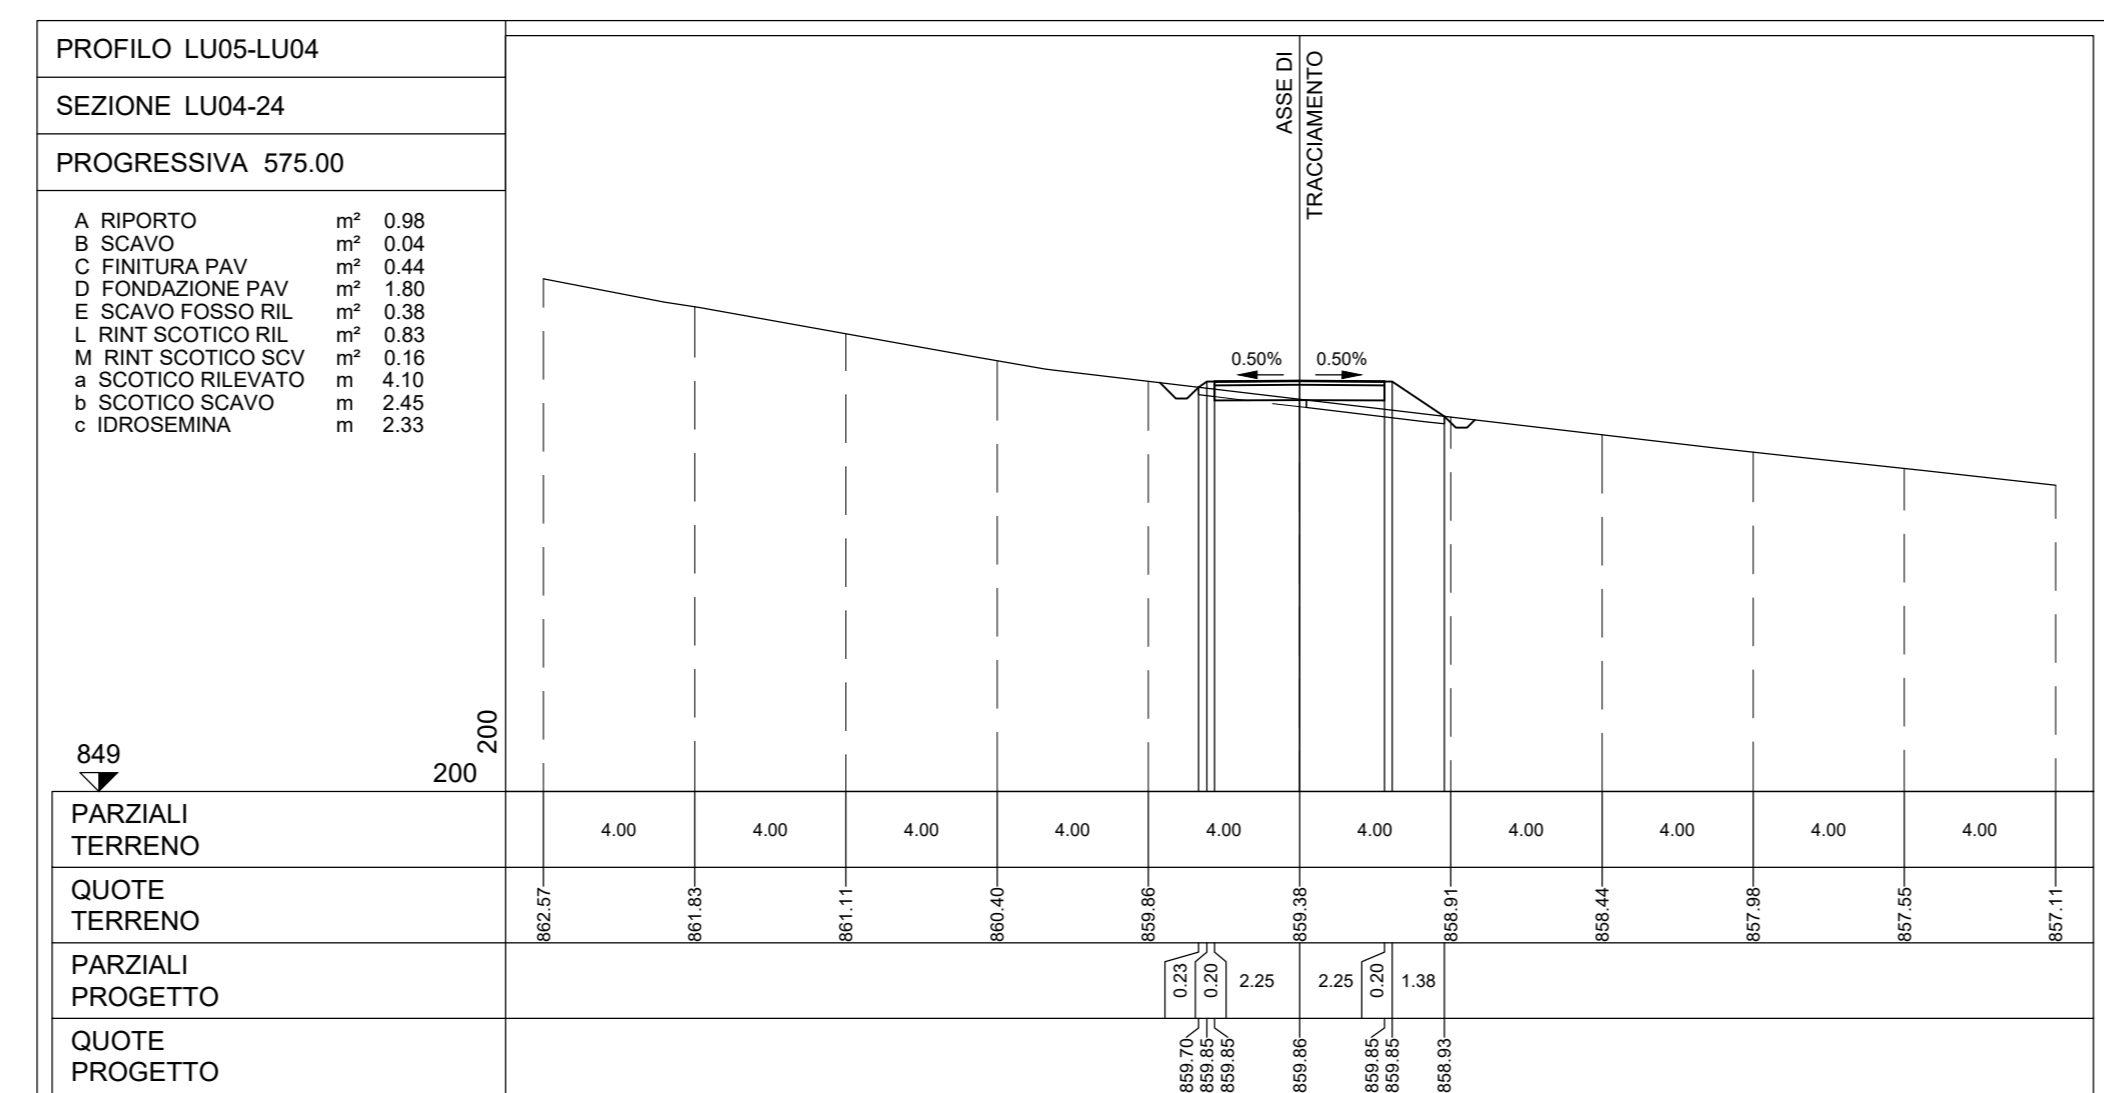 PROFILO LU05-LU04
SEZIONE LU04-24
PROGRESSIVA 575.00
A RIPORTO m² 0.98
B SCAVO m² 0.04
C FINITURA PAV m² 0.44
D FONDAZIONE PAV m² 1.80
E SCAVO FOSSO RIL m² 0.38
L RINT SCOTICO RIL m² 0.83
M RINT SCOTICO SCV m² 0.16
a SCOTICO RILEVATO m 4.10
b SCOTICO SCAVO m 2.45
c IDROSEMINA m 2.33
ASSE DI
TRACCIAMENTO
0.50% 0.50%
849
200
200
PARZIALI
TERRENO
4.00 4.00 4.00 4.00 4.00 4.00 4.00 4.00 4.00 4.00
QUOTE
TERRENO
862.57 861.83 861.11 860.40 859.86 859.38 858.91 858.44 857.98 857.55 857.11
PARZIALI
PROGETTO
0.23 0.20 2.25 2.25 0.20 1.38
QUOTE
PROGETTO
859.70 859.85 859.85 859.86 859.85 859.85 858.93